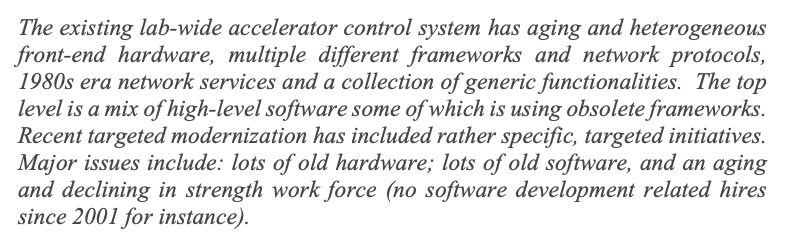 The existing lab-wide accelerator control system has aging and heterogeneous
front-end hardware, multiple different frameworks and network protocols,
1980s era network services and a collection of generic functionalities. The top
level is a mix of high-level software some of which is using obsolete frameworks.
Recent targeted modernization has included rather specific, targeted initiatives.
Major issues include: lots of old hardware; lots of old software, and an aging
and declining in strength work force (no software development related hires
since 2001 for instance).